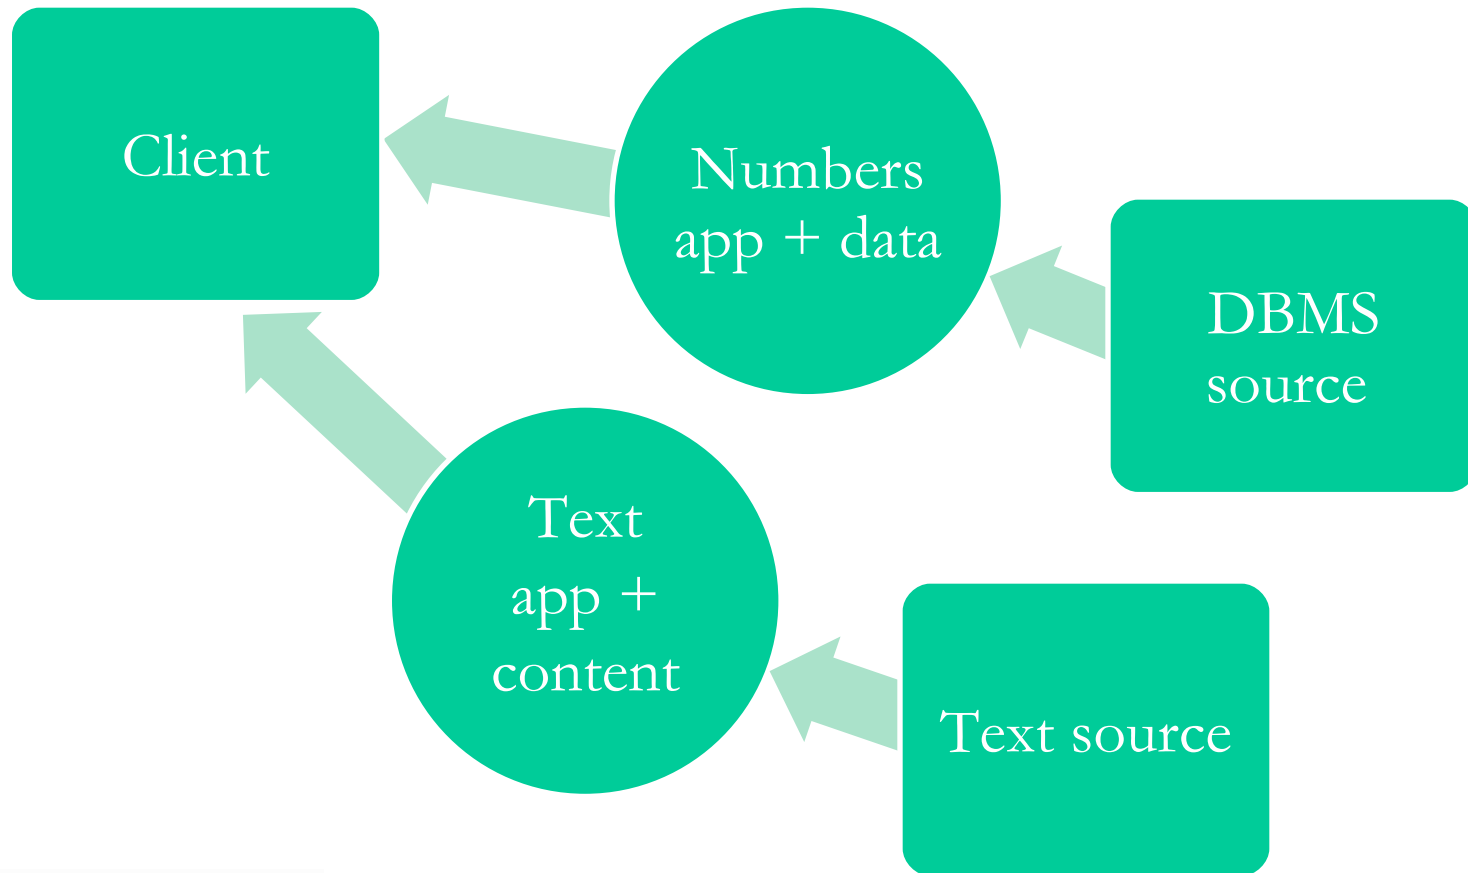 Client
Numbers
app + data
DBMS
source
Text
app +
content
Text source